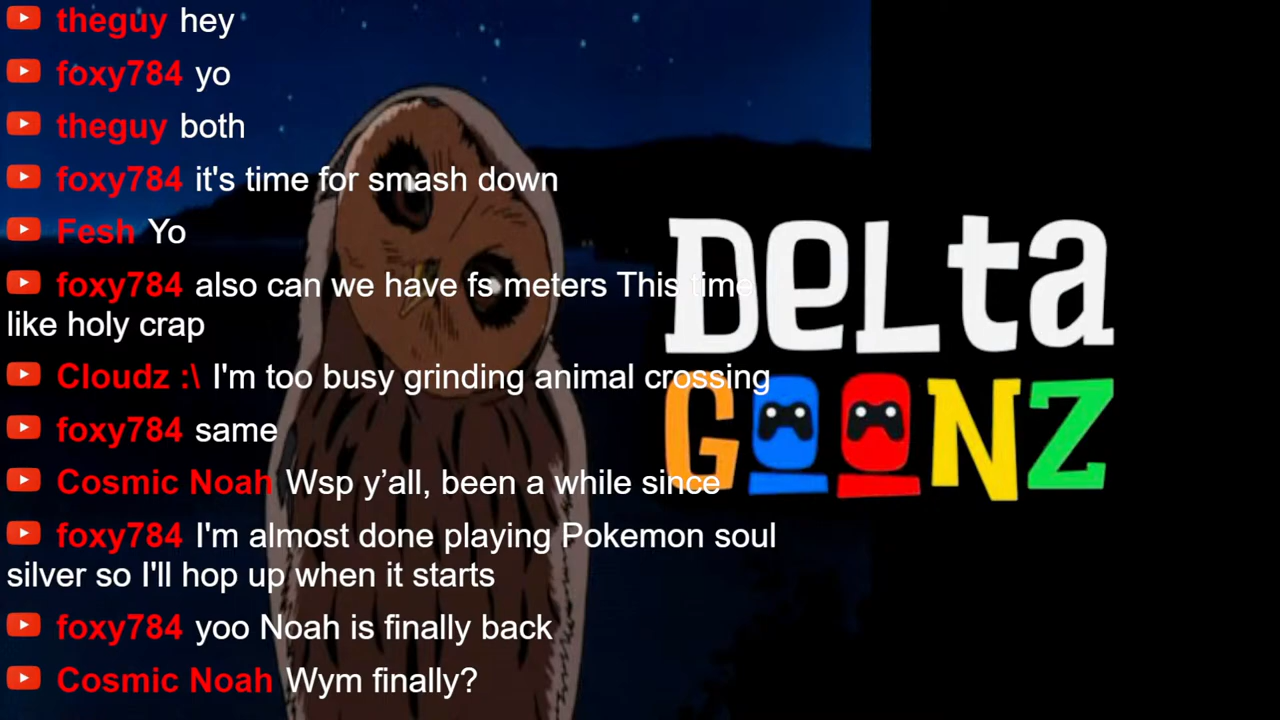 theguy hey
foxy784 yo
theguy both
foxy784 it's time for smash down
Fesh Yo
foxy784 also can we have fs meters This time
like holy crap
Cloudz :\ I'm too busy grinding animal crossing
foxy784 same
Cosmic Noah Wsp y’all, been a while since
foxy784 I'm almost done playing Pokemon soul
silver so I'll hop up when it starts
foxy784 yoo Noah is finally back
Cosmic Noah Wym finally?
DeLta
GOONZ